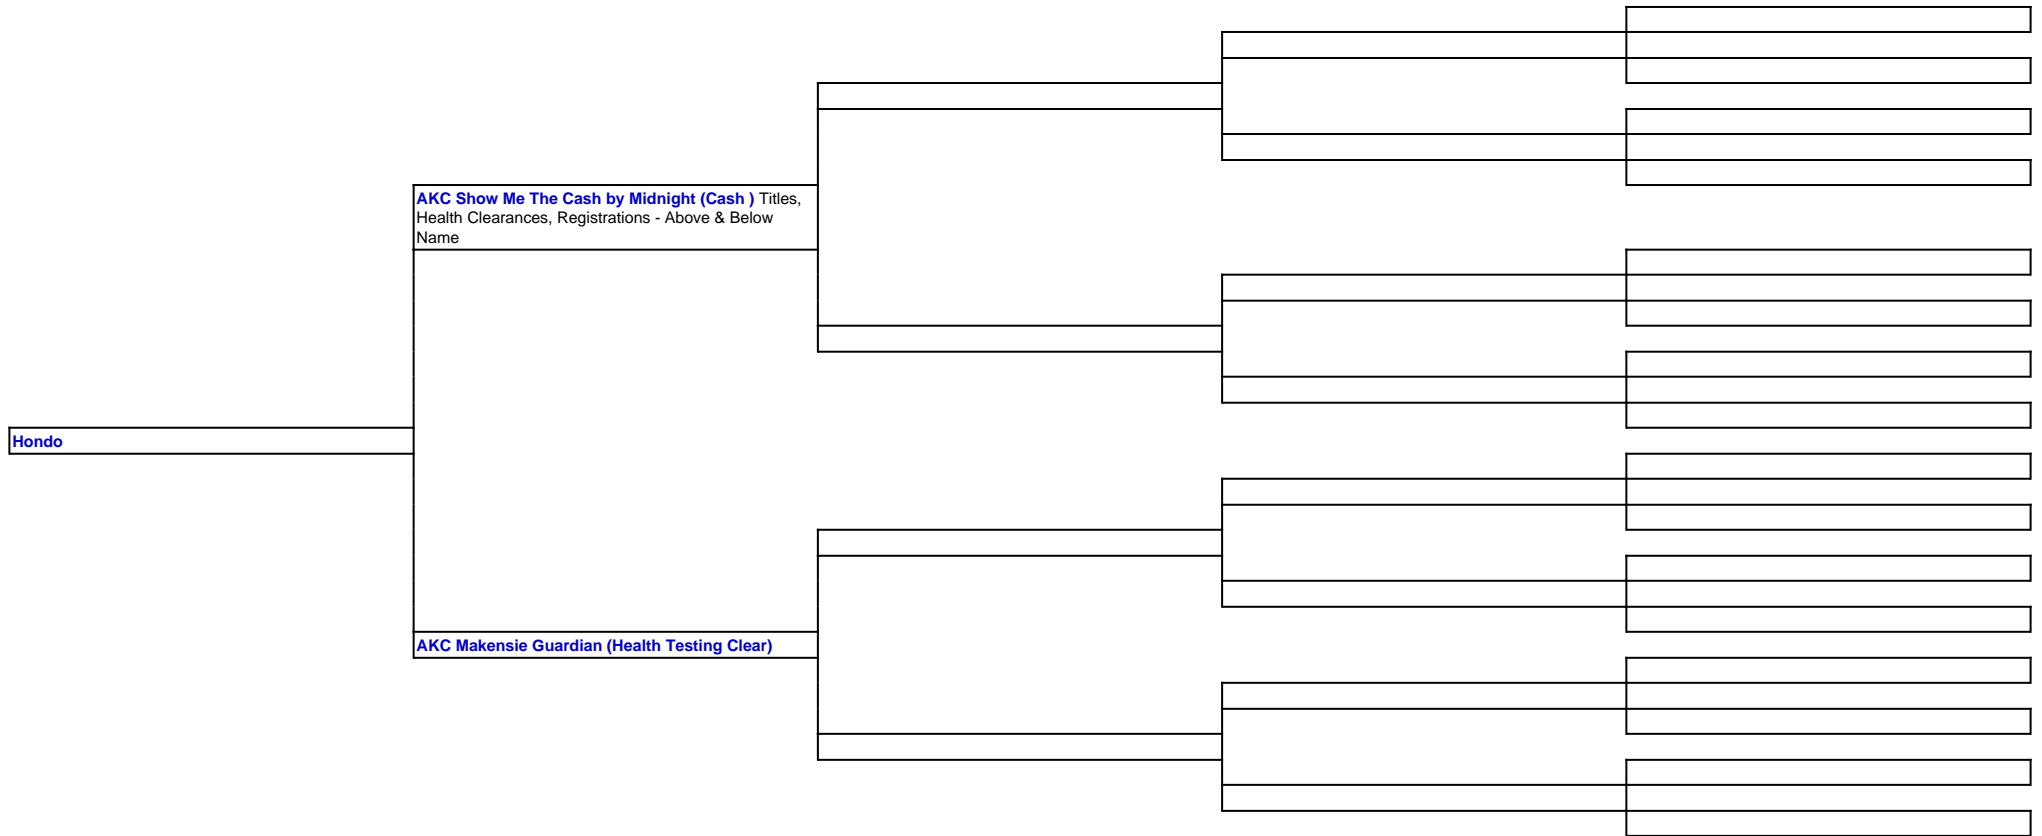 AKC Show Me The Cash by Midnight (Cash ) Titles,
Health Clearances, Registrations - Above & Below
Name
Hondo
AKC Makensie Guardian (Health Testing Clear)